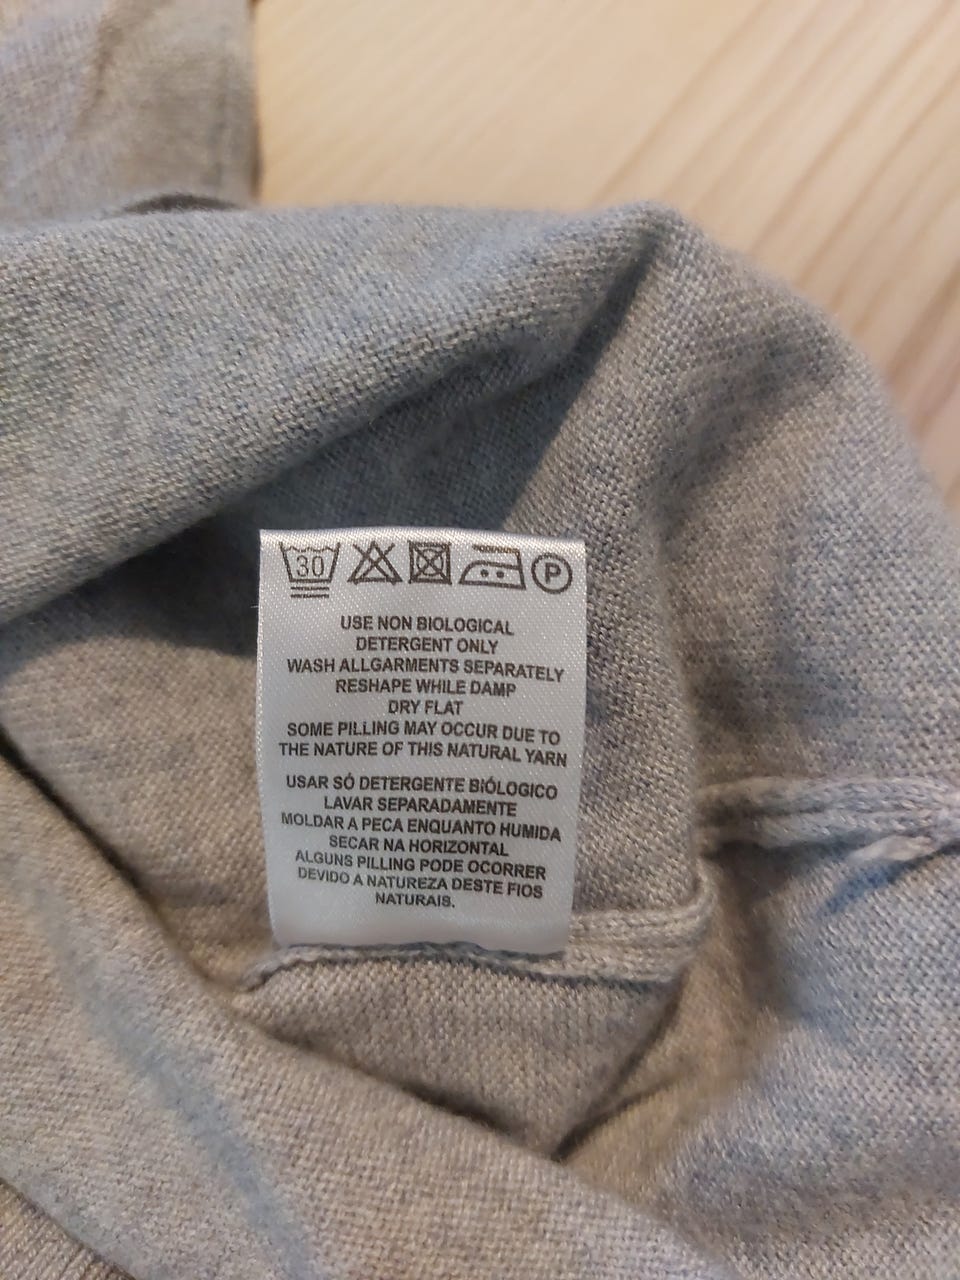 30 P
USE NON BIOLOGICAL
DETERGENT ONLY
WASH ALLGARMENTS SEPARATELY
RESHAPE WHILE DAMP
DRY FLAT
SOME PILLING MAY OCCUR DUE TO
THE NATURE OF THIS NATURAL YARN
USAR SÓ DETERGENTE BIÓLOGICO
LAVAR SEPARADAMENTE
MOLDAR A PECA ENQUANTO HUMIDA
SECAR NA HORIZONTAL
ALGUNS PILLING PODE OCORRER
DEVIDO A NATUREZA DESTE FIOS
NATURAIS.